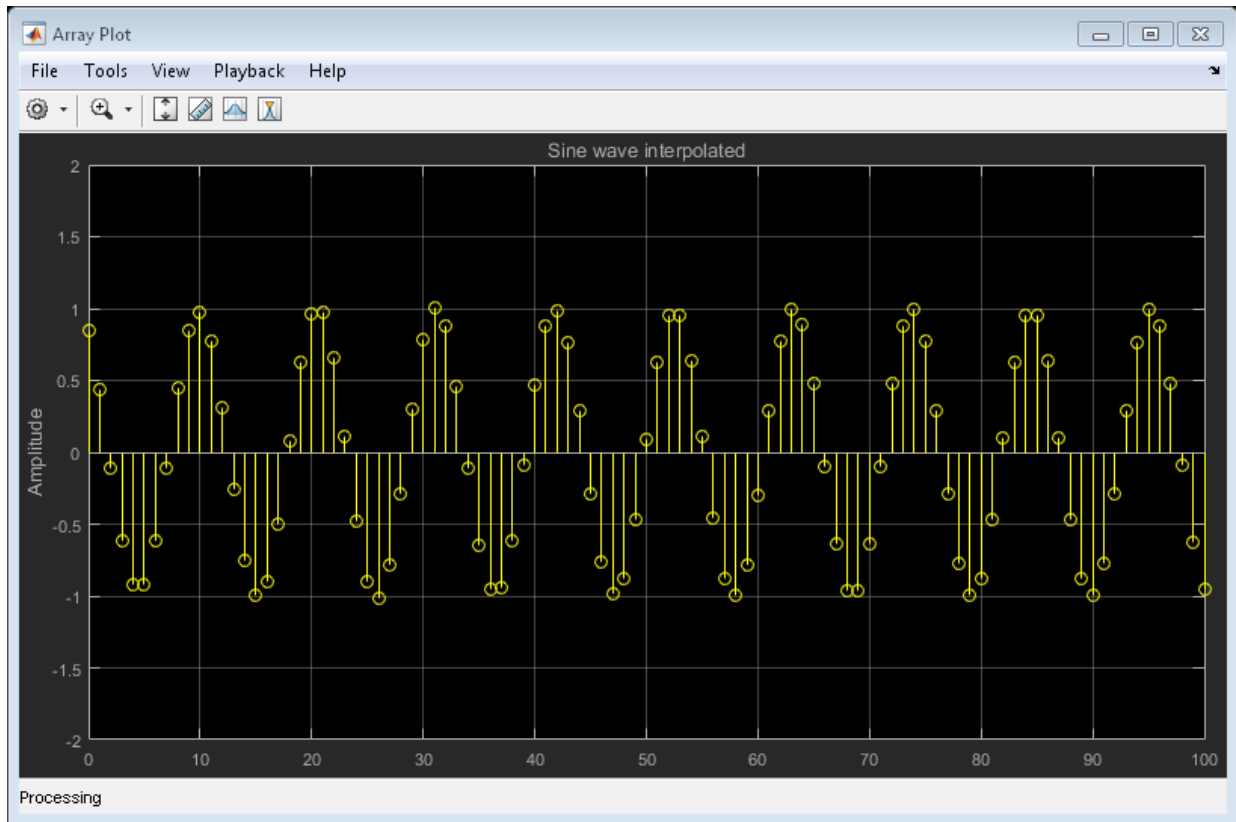 Array Plot
File Tools View Playback Help
Sine wave interpolated
2
1.5
1
0.5
0
-0.5
-1
-1.5
-2
Amplitude
0 10 20 30 40 50 60 70 80 90 100
Processing